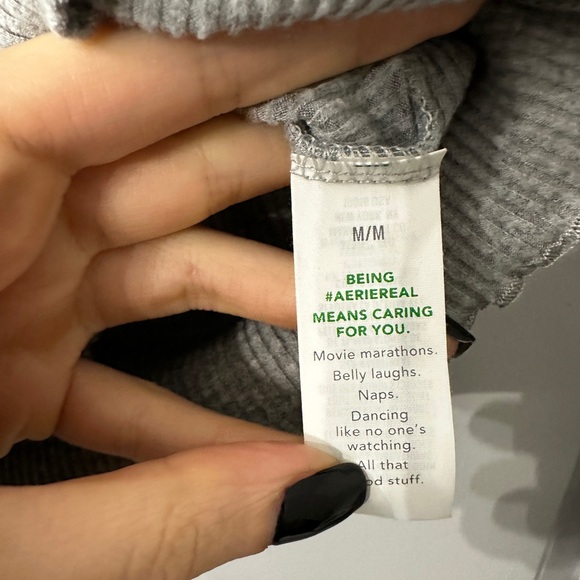 M/M
BEING
#AERIEREAL
MEANS CARING
FOR YOU.
Movie marathons.
Belly laughs.
Naps.
Dancing
like no one's
watching.
All that
stuff.